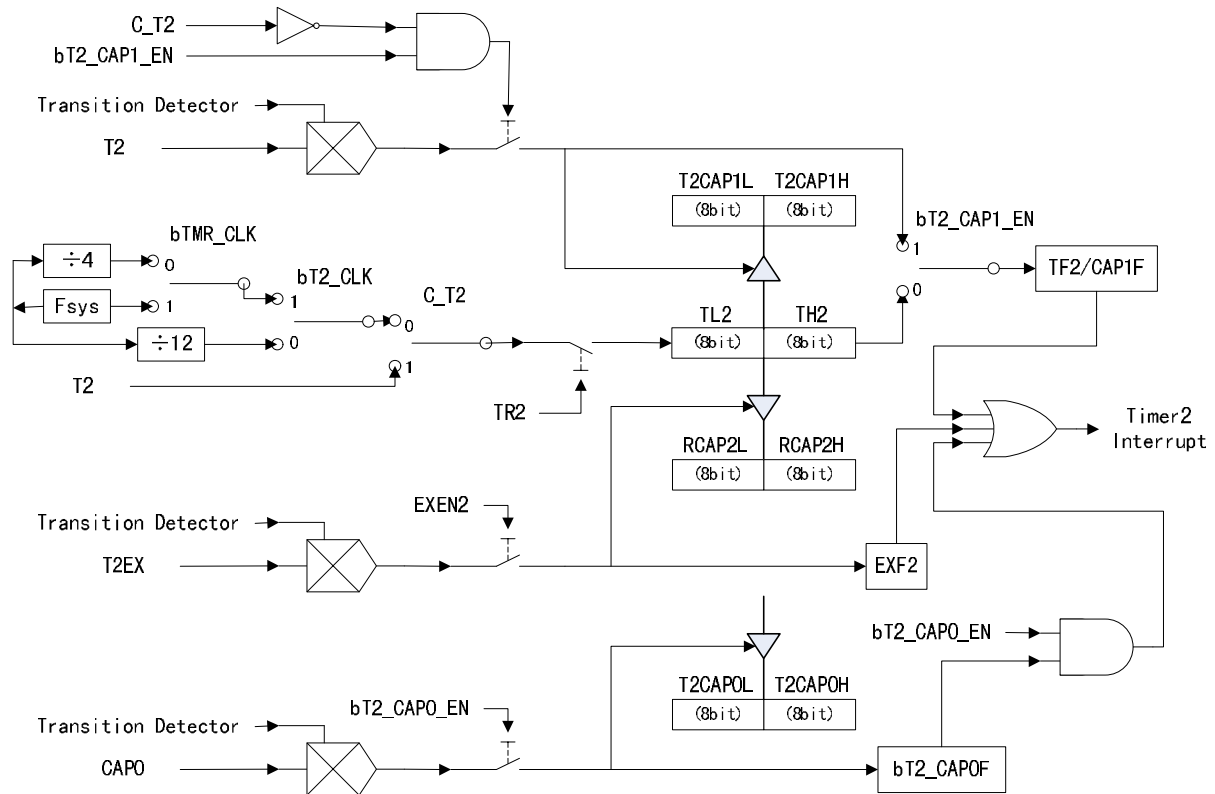 C_T2
bT2_CAP1_EN
Transition Detector
T2
T2CAP1L T2CAP1H
(8bit) (8bit)
bT2_CAP1_EN
1
0
TF2/CAP1F
bTMR_CLK
÷4
0
Fsys
1
bT2_CLK
1
÷12
0
C_T2
0
T2
1
TL2 TH2
(8bit) (8bit)
TR2
RCAP2L RCAP2H
(8bit) (8bit)
Timer2
Interrupt
EXEN2
Transition Detector
T2EX
EXF2
bT2_CAP0_EN
T2CAP0L T2CAP0H
(8bit) (8bit)
bT2_CAP0_EN
Transition Detector
CAP0
bT2_CAP0F